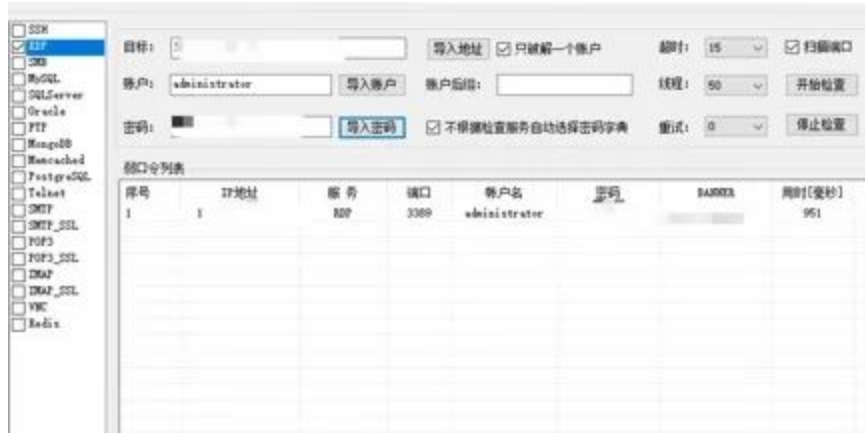 SSH
RDP
SMB
MySQL
SQLServer
Oracle
FTP
MongoDB
Memcached
PostgreSQL
Telnet
SMTP
SMTP_SSL
POP3
POP3_SSL
IMAP
IMAP_SSL
VNC
Redis
目标： 导入地址 只破解一个账户 超时： 15 扫描端口
账户： administrator 导入账户 账户后缀： 线程： 50 开始检查
密码： 导入密码 不根据检查服务自动选择密码字典 重试： 0 停止检查
弱口令列表
序号 IP地址 服务 端口 帐户名 密码 BANNER 用时[毫秒]
1 1 RDP 3389 administrator 951